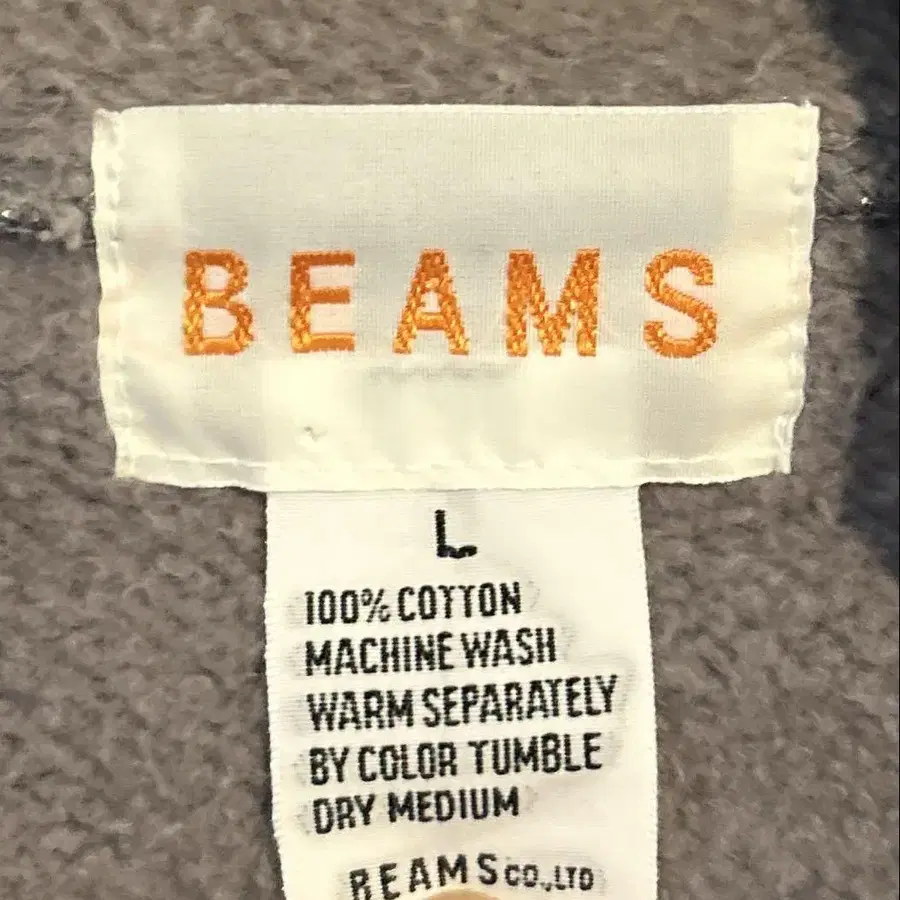 BEAMS
L
100% COTTON
MACHINE WASH
WARM SEPARATELY
BY COLOR TUMBLE
DRY MEDIUM
BEAMS CO.,LTD